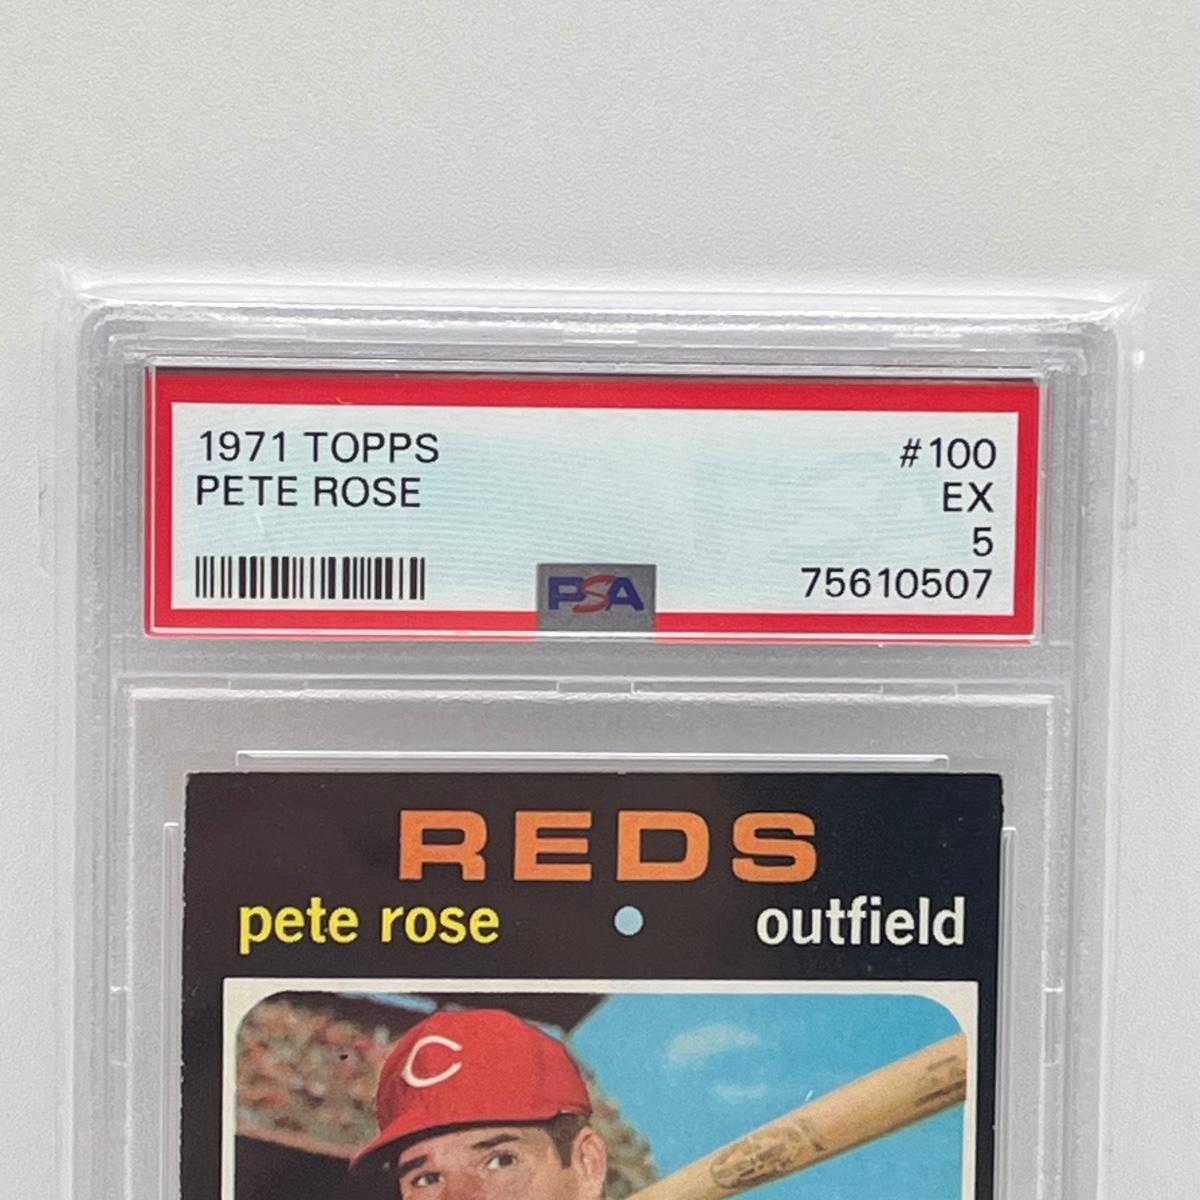 1971 TOPPS #100
PETE ROSE EX
5
PSA 75610507
REDS
pete rose • outfield
C